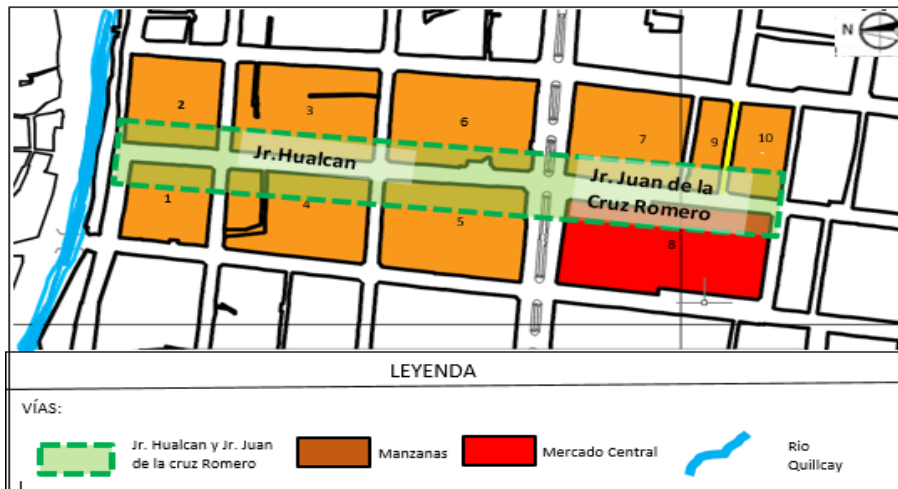 N
2
3
6
7
9
10
Jr.Hualcan
Jr. Juan de la
Cruz Romero
1
4
5
8
LEYENDA
VÍAS:
Jr. Hualcan y Jr. Juan
de la cruz Romero
Manzanas
Mercado Central
Rio
Quillcay